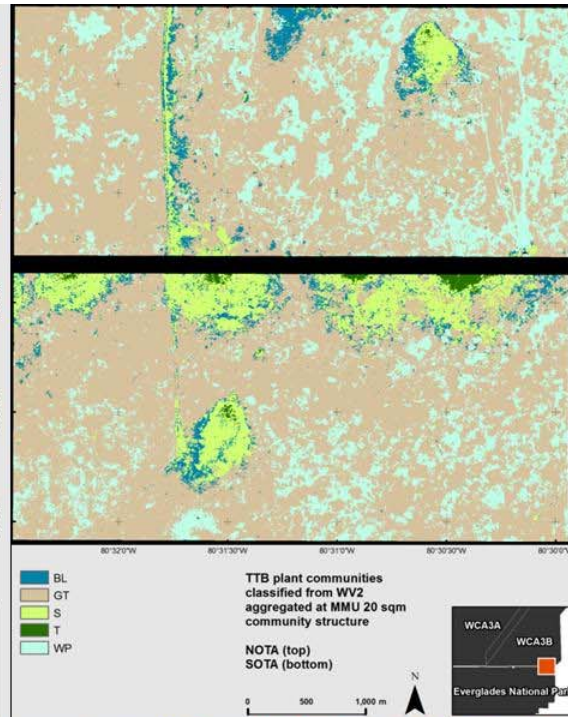 80°32'0"W 80°31'30"W 80°31'0"W 80°30'30"W 80°30'0"
BL
GT
S
T
WP
TTB plant communities
classified from WV2
aggregated at MMU 20 sqm
community structure
NOTA (top)
SOTA (bottom)
N
0 500 1,000 m
WCA3A
WCA3B
Everglades National Par